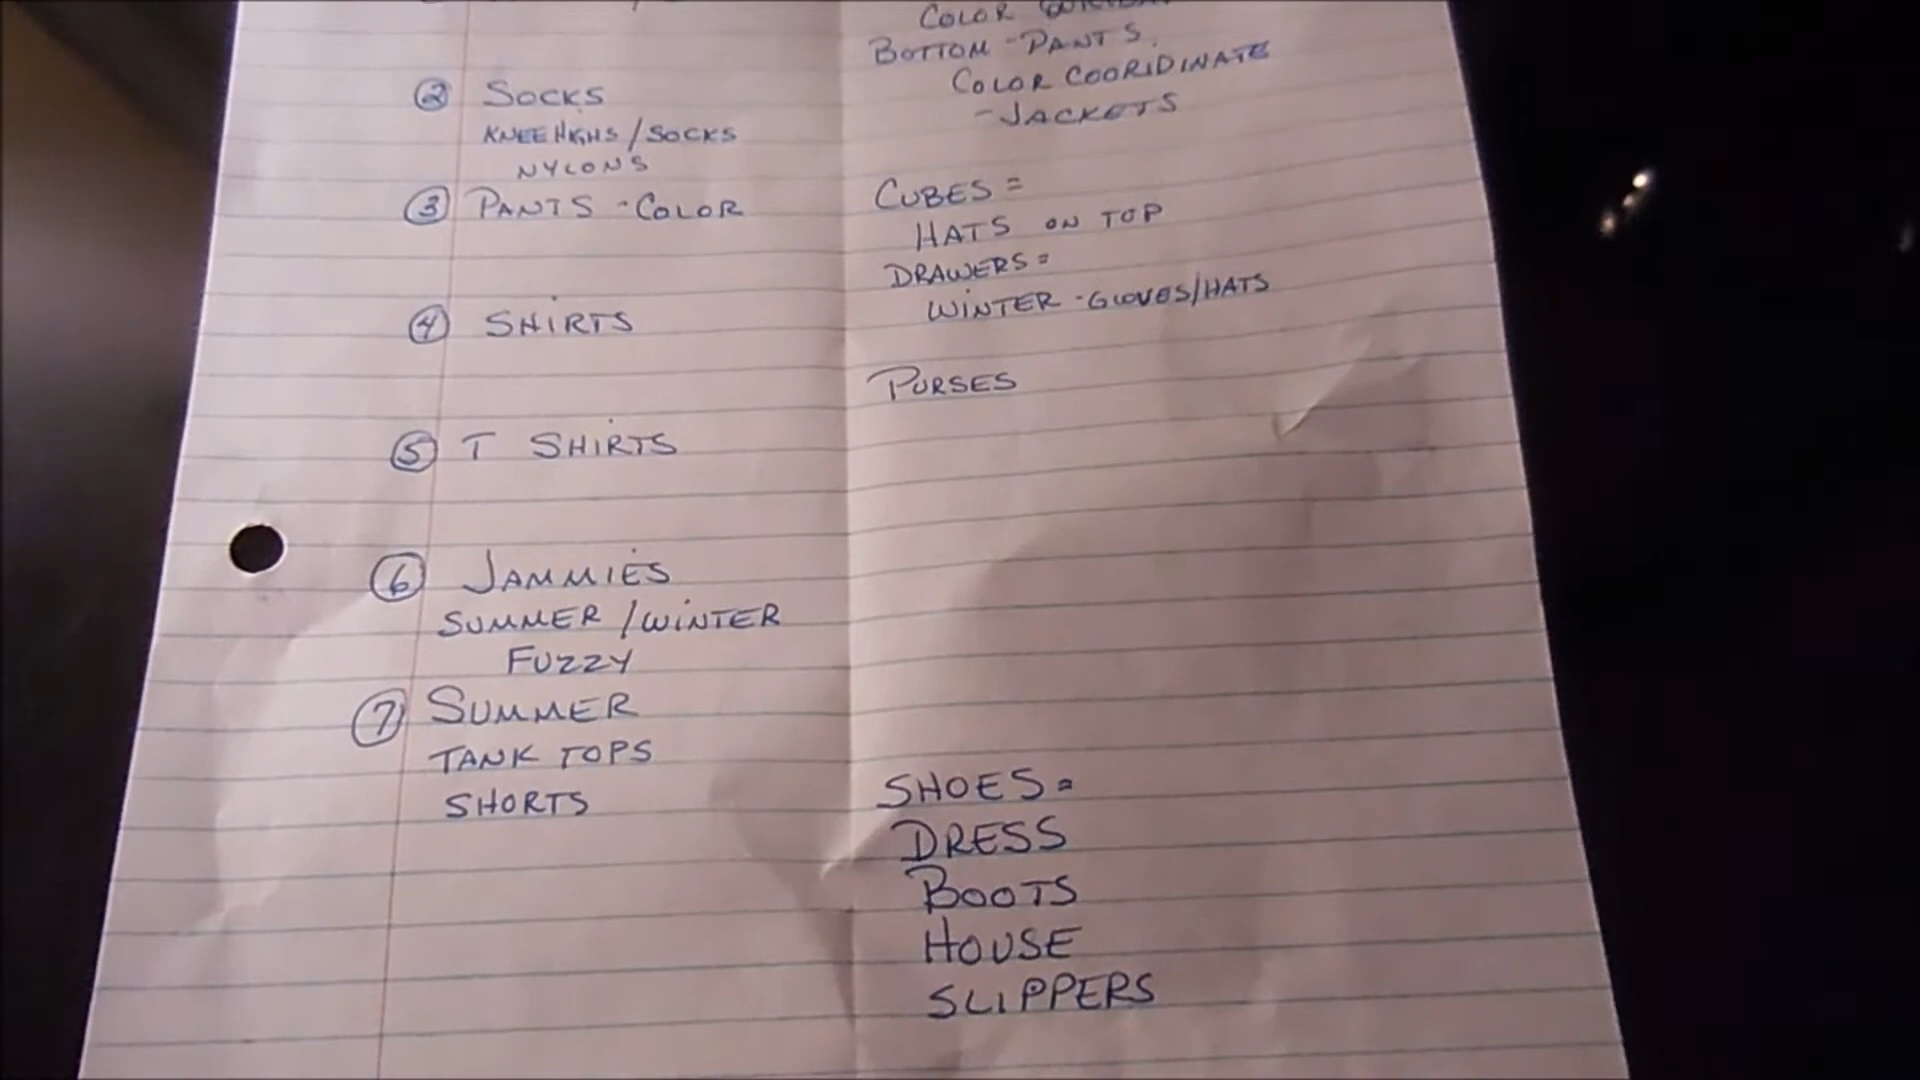 ② SOCKS
KNEE HIGHS/SOCKS
NYLONS
③ PANTS - COLOR
④ SHIRTS
⑤ T SHIRTS
⑥ JAMMIES
SUMMER/WINTER
FUZZY
⑦ SUMMER
TANK TOPS
SHORTS
COLOR
BOTTOM - PANTS
COLOR COORIDINATE
- JACKETS
CUBES =
HATS ON TOP
DRAWERS =
WINTER - GLOVES/HATS
PURSES
SHOES =
DRESS
BOOTS
HOUSE
SLIPPERS